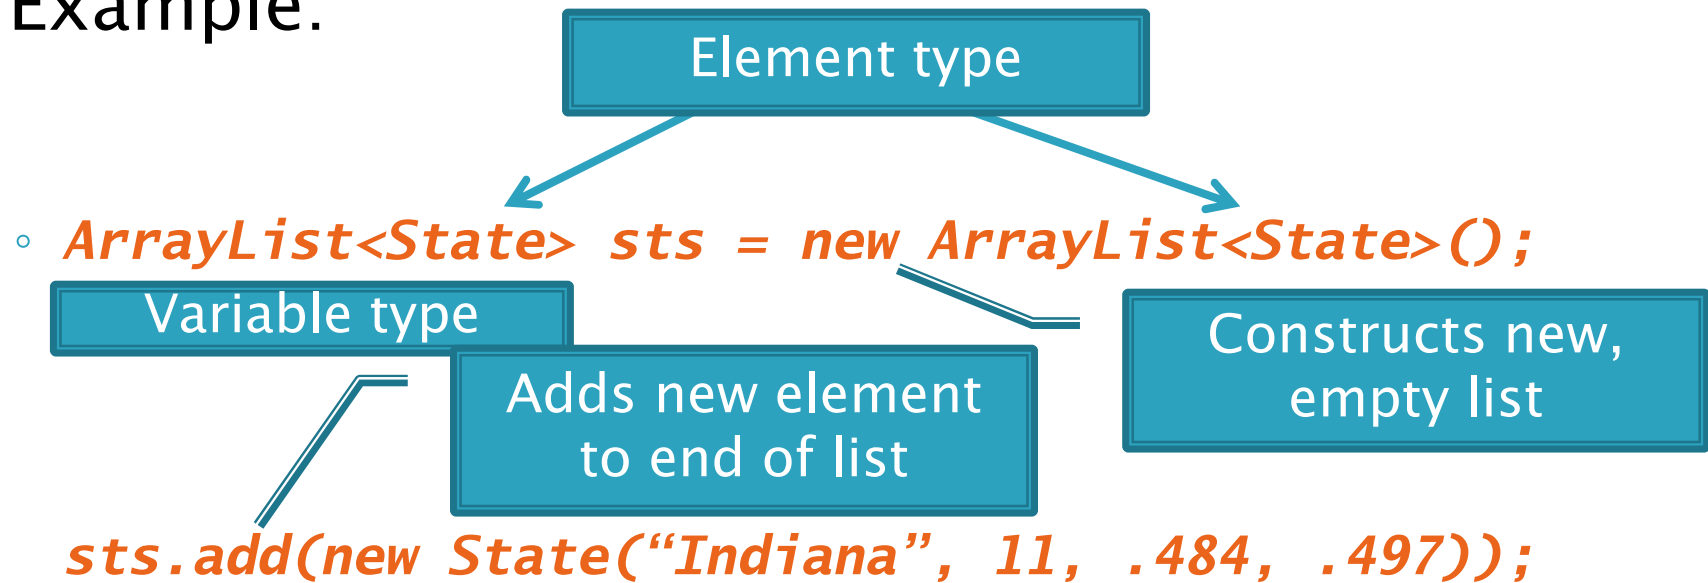 Example:
Element type
◦ ArrayList<State> sts = new ArrayList<State>();
Variable type
Constructs new,
empty list
Adds new element
to end of list
sts.add(new State(“Indiana”, 11, .484, .497));